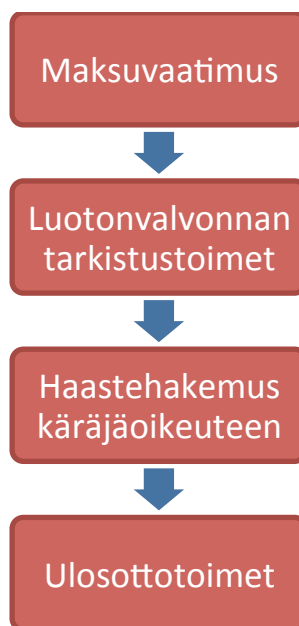 Maksuvaatimus
Luotonvalvonnan
tarkistustoimet
Haastehakemus
käräjäoikeuteen
Ulosottotoimet